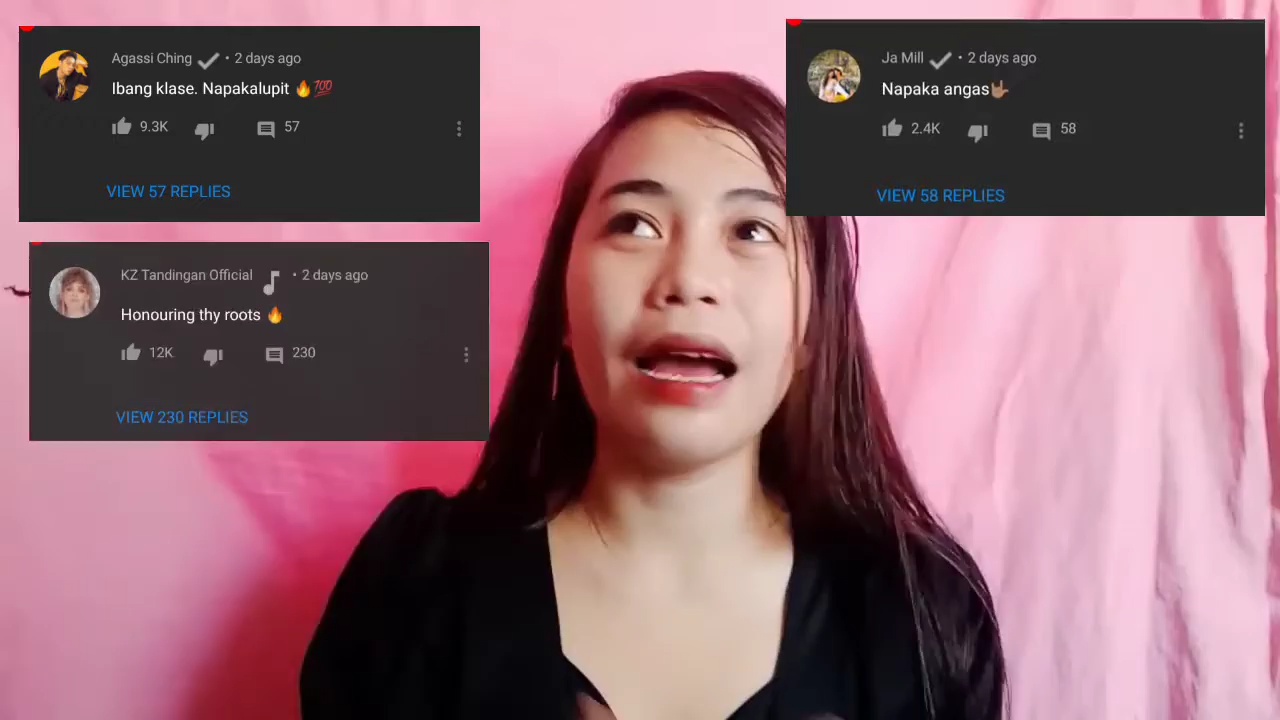 Agassi Ching • 2 days ago
Ibang klase. Napakalupit 🔥💯
9.3K 57
VIEW 57 REPLIES
KZ Tandingan Official • 2 days ago
Honouring thy roots 🔥
12K 230
VIEW 230 REPLIES
Ja Mill • 2 days ago
Napaka angas🤟🏽
2.4K 58
VIEW 58 REPLIES